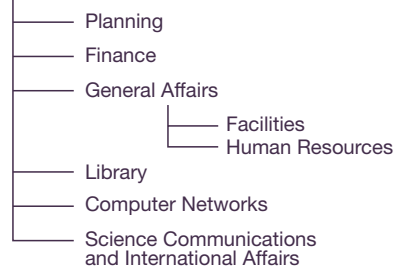 Planning
Finance
General Affairs
Facilities
Human Resources
Library
Computer Networks
Science Communications
and International Affairs